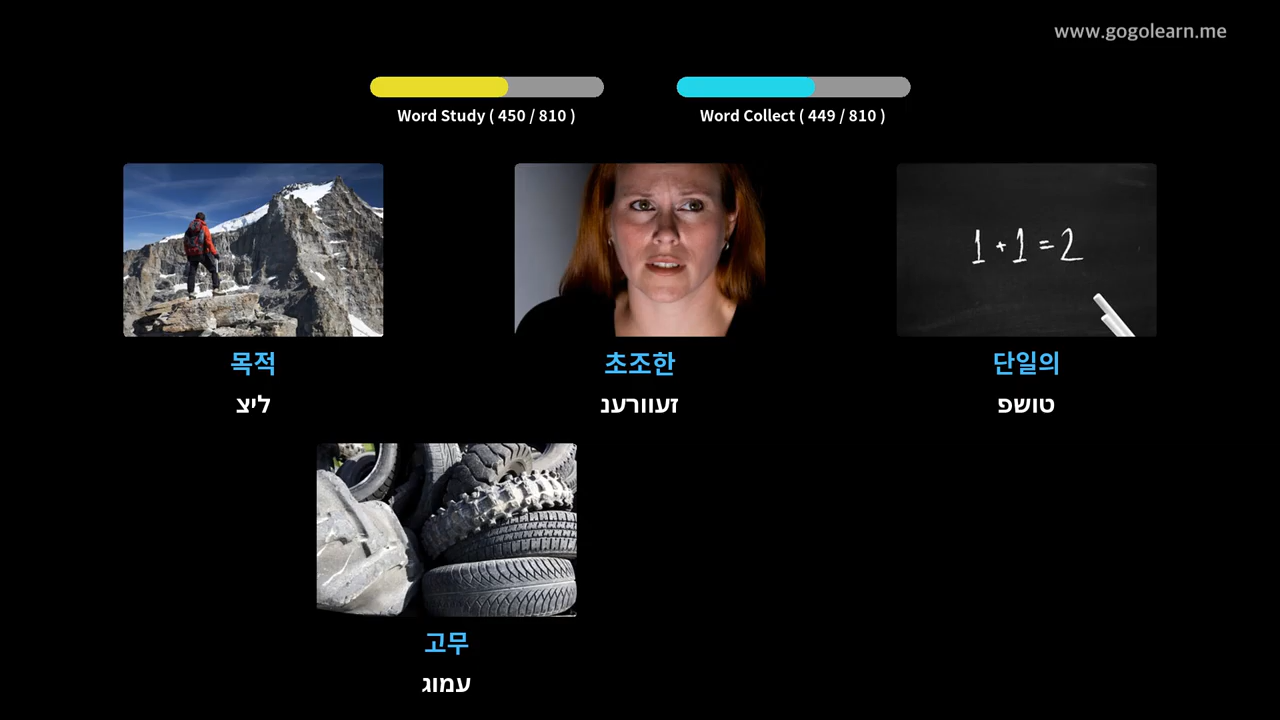 www.gogolearn.me
Word Study ( 450 / 810 )
Word Collect ( 449 / 810 )
목적
ליצ
초조한
זעוורענ
단일의
טושפ
1 + 1 = 2
고무
עמוג